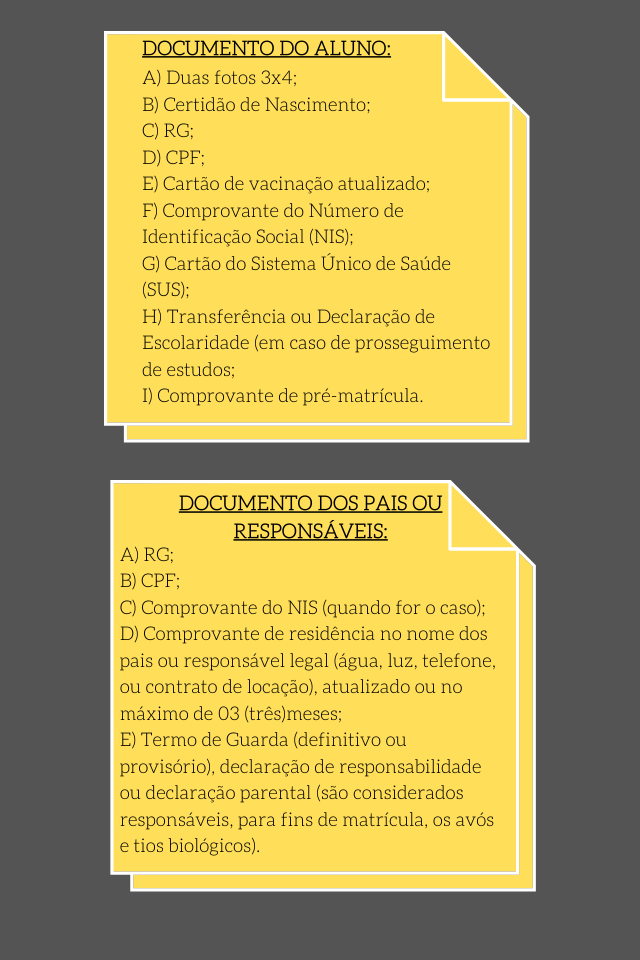 DOCUMENTO DO ALUNO:
A) Duas fotos 3x4;
B) Certidão de Nascimento;
C) RG;
D) CPF;
E) Cartão de vacinação atualizado;
F) Comprovante do Número de
Identificação Social (NIS);
G) Cartão do Sistema Único de Saúde
(SUS);
H) Transferência ou Declaração de
Escolaridade (em caso de prosseguimento
de estudos;
I) Comprovante de pré-matrícula.
DOCUMENTO DOS PAIS OU
RESPONSÁVEIS:
A) RG;
B) CPF;
C) Comprovante do NIS (quando for o caso);
D) Comprovante de residência no nome dos
pais ou responsável legal (água, luz, telefone,
ou contrato de locação), atualizado ou no
máximo de 03 (três)meses;
E) Termo de Guarda (definitivo ou
provisório), declaração de responsabilidade
ou declaração parental (são considerados
responsáveis, para fins de matrícula, os avós
e tios biológicos).